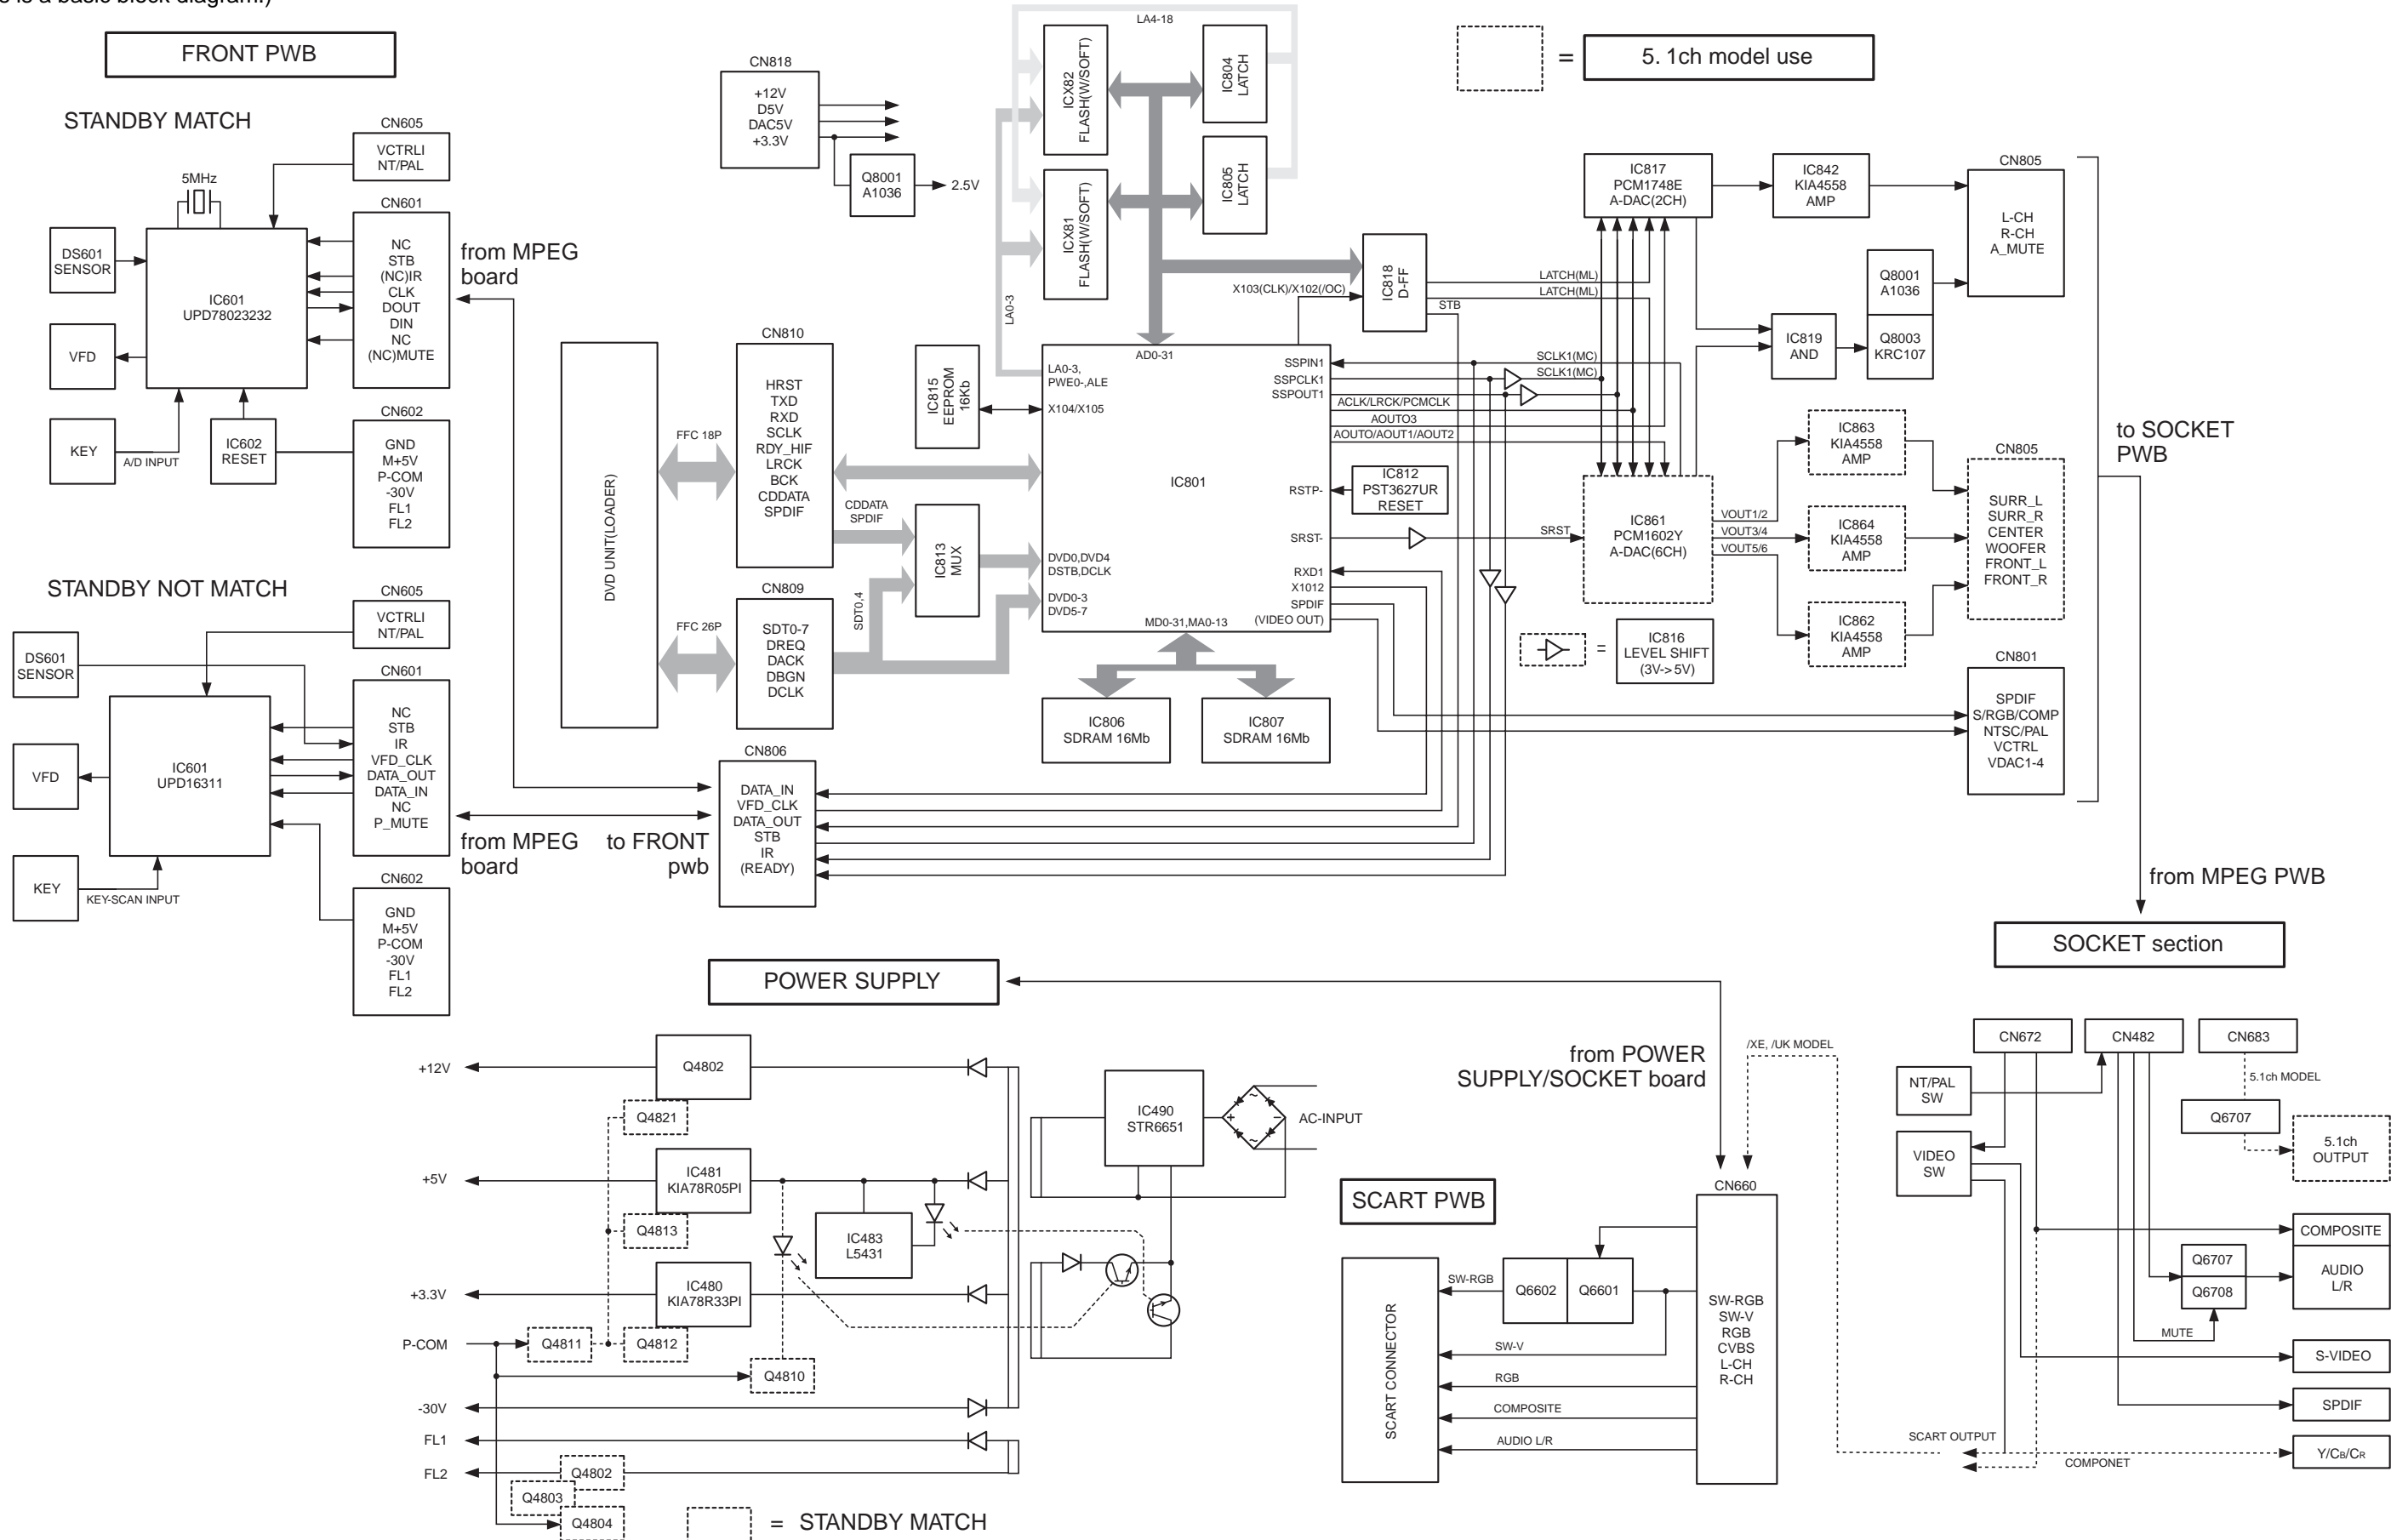 s is a basic block diagram.)
FRONT PWB
STANDBY MATCH
5MHz
DS601
SENSOR
VFD
KEY
A/D INPUT
IC601
UPD78023232
IC602
RESET
CN605
VCTRLI
NT/PAL
CN601
NC
STB
(NC)IR
CLK
DOUT
DIN
NC
(NC)MUTE
from MPEG
board
CN602
GND
M+5V
P-COM
-30V
FL1
FL2
STANDBY NOT MATCH
DS601
SENSOR
VFD
KEY
KEY-SCAN INPUT
IC601
UPD16311
CN605
VCTRLI
NT/PAL
CN601
NC
STB
IR
VFD_CLK
DATA_OUT
DATA_IN
NC
P_MUTE
from MPEG
board
CN602
GND
M+5V
P-COM
-30V
FL1
FL2
CN818
+12V
D5V
DAC5V
+3.3V
Q8001
A1036
2.5V
LA4-18
ICX82
FLASH(W/SOFT)
IC804
LATCH
ICX81
FLASH(W/SOFT)
IC805
LATCH
LA0-3
= 5. 1ch model use
DVD UNIT(LOADER)
FFC 18P
FFC 26P
CN810
HRST
TXD
RXD
SCLK
RDY_HIF
LRCK
BCK
CDDATA
SPDIF
CN809
SDT0-7
DREQ
DACK
DBGN
DCLK
CDDATA
SPDIF
SDT0,4
IC813
MUX
IC815
EEPROM
16Kb
IC801
AD0-31
LA0-3,
PWE0-,ALE
X104/X105
DVD0,DVD4
DSTB,DCLK
DVD0-3
DVD5-7
MD0-31,MA0-13
SSPIN1
SSPCLK1
SSPOUT1
RSTP-
SRST-
RXD1
X1012
SPDIF
(VIDEO OUT)
X103(CLK)/X102(/OC)
IC818
D-FF
LATCH(ML)
LATCH(ML)
STB
SCLK1(MC)
SCLK1(MC)
ACLK/LRCK/PCMCLK
AOUTO3
AOUTO/AOUT1/AOUT2
IC812
PST3627UR
RESET
SRST
IC806
SDRAM 16Mb
IC807
SDRAM 16Mb
IC817
PCM1748E
A-DAC(2CH)
IC842
KIA4558
AMP
CN805
L-CH
R-CH
A_MUTE
Q8001
A1036
Q8003
KRC107
IC819
AND
IC861
PCM1602Y
A-DAC(6CH)
VOUT1/2
VOUT3/4
VOUT5/6
IC863
KIA4558
AMP
IC864
KIA4558
AMP
IC862
KIA4558
AMP
CN805
SURR_L
SURR_R
CENTER
WOOFER
FRONT_L
FRONT_R
to SOCKET
PWB
=
IC816
LEVEL SHIFT
(3V->5V)
CN801
SPDIF
S/RGB/COMP
NTSC/PAL
VCTRL
VDAC1-4
to FRONT
pwb
CN806
DATA_IN
VFD_CLK
DATA_OUT
STB
IR
(READY)
from MPEG PWB
SOCKET section
POWER SUPPLY
+12V
Q4802
Q4821
+5V
IC481
KIA78R05PI
Q4813
IC483
L5431
+3.3V
IC480
KIA78R33PI
P-COM
Q4811
Q4812
Q4810
-30V
FL1
FL2
Q4802
Q4803
Q4804
= STANDBY MATCH
IC490
STR6651
+
~
~
−
AC-INPUT
from POWER
SUPPLY/SOCKET board
/XE, /UK MODEL
SCART PWB
SCART CONNECTOR
SW-RGB
Q6602
Q6601
SW-V
RGB
COMPOSITE
AUDIO L/R
CN660
SW-RGB
SW-V
RGB
CVBS
L-CH
R-CH
CN672
CN482
CN683
NT/PAL
SW
VIDEO
SW
5.1ch MODEL
Q6707
5.1ch
OUTPUT
COMPOSITE
Q6707
Q6708
AUDIO
L/R
MUTE
S-VIDEO
SPDIF
SCART OUTPUT
COMPONET
Y/CB/CR